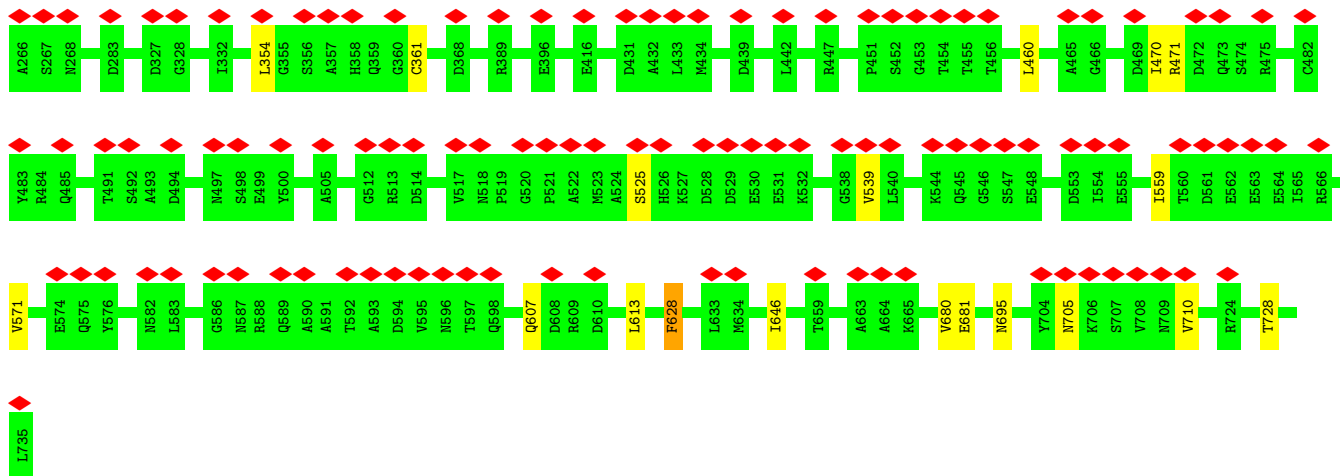 A266 S267 N268 D283 D327 G328 I332 L354 G355 S356 A357 H358 Q359 G360 C361 D368 R389 E396 E416 D431 A432 L433 M434 D439 L442 R447 P451 S452 G453 T454 T455 T456 L460 A465 G466 D469 I470 R471 D472 Q473 S474 R475 C482
Y483 R484 Q485 T491 S492 A493 D494 N497 S498 E499 Y500 A505 G512 R513 D514 V517 N518 P519 G520 P521 A522 M523 A524 S525 H526 K527 D528 D529 E530 E531 K532 G538 V539 L540 K544 Q545 G546 S547 E548 D553 I554 E555 I559 T560 D561 E562 E563 E564 I565 R566
V571 E574 Q575 Y576 N582 L583 G586 N587 R588 Q589 A590 A591 T592 A593 D594 V595 N596 T597 Q598 Q607 D608 R609 D610 L613 F628 L633 M634 I646 T659 A663 A664 K665 V680 E681 N695 Y704 N705 K706 S707 V708 N709 V710 R724 T728
L735